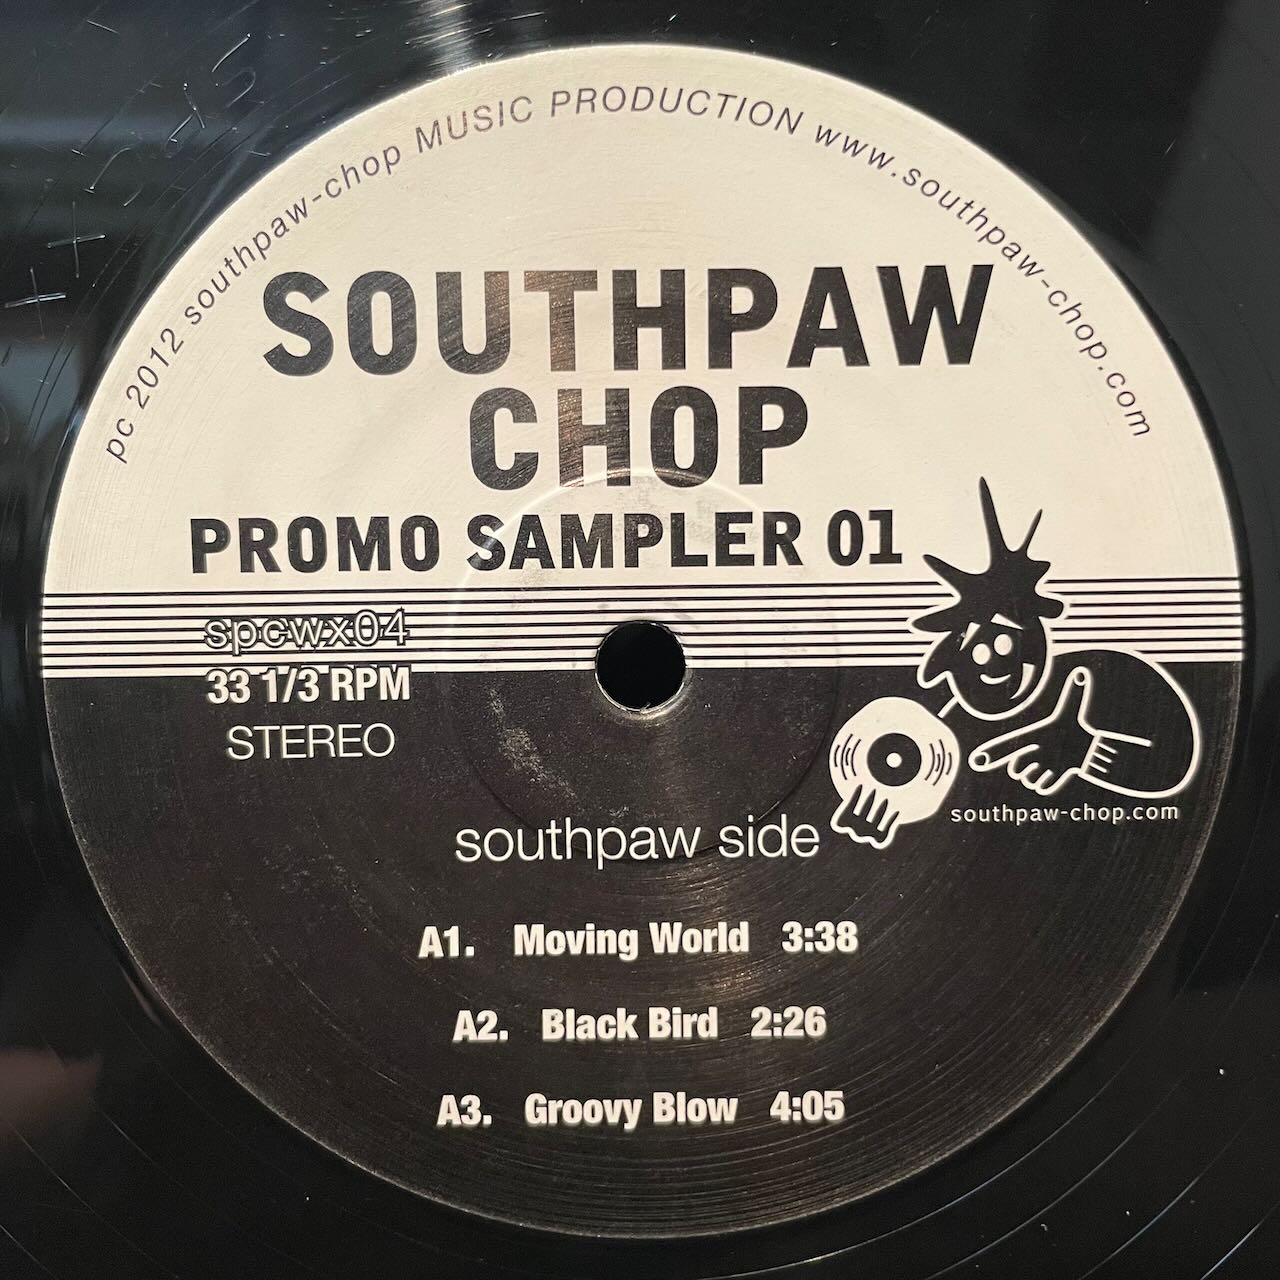 pc 2012 southpaw-chop MUSIC PRODUCTION www.southpaw-chop.com
SOUTHPAW
CHOP
PROMO SAMPLER 01
spcwx04
33 1/3 RPM
STEREO
southpaw-chop.com
southpaw side
A1. Moving World 3:38
A2. Black Bird 2:26
A3. Groovy Blow 4:05